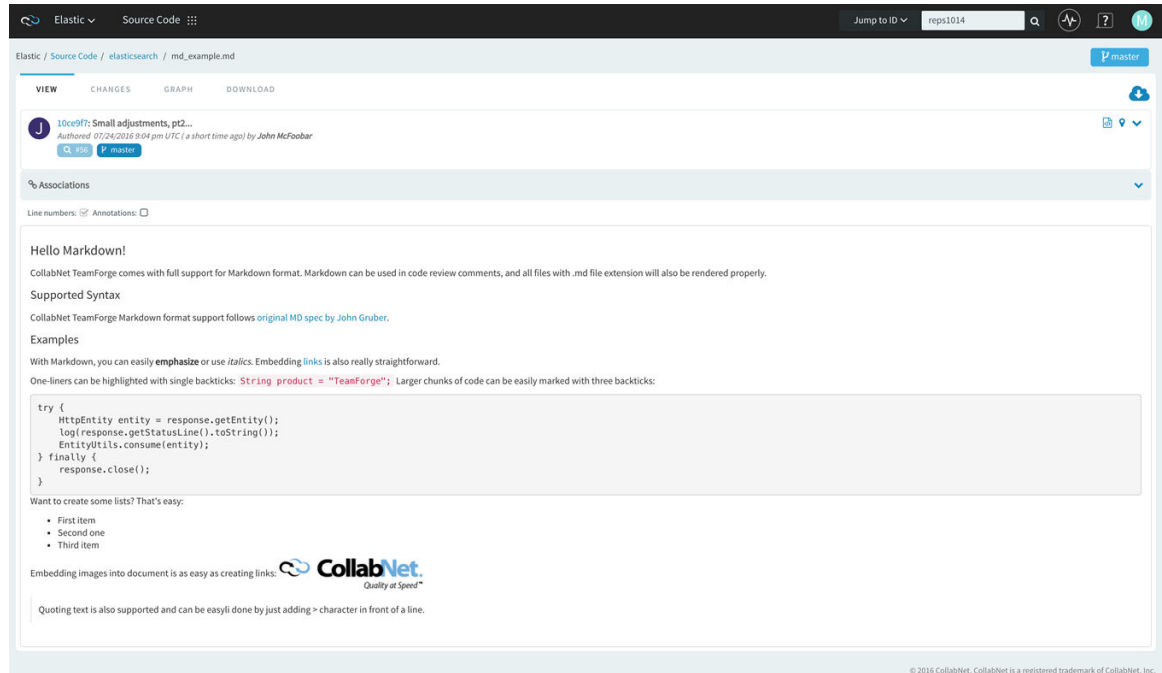 Elastic
Source Code
Jump to ID
reps1014
?
M
Elastic / Source Code / elasticsearch / md_example.md
master
VIEW
CHANGES
GRAPH
DOWNLOAD
J
10ce9f7: Small adjustments, pt2...
Authored 07/24/2016 9:04 pm UTC ( a short time ago) by John McFoobar
#56
master
Associations
Line numbers: Annotations:
Hello Markdown!
CollabNet TeamForge comes with full support for Markdown format. Markdown can be used in code review comments, and all files with .md file extension will also be rendered properly.
Supported Syntax
CollabNet TeamForge Markdown format support follows original MD spec by John Gruber.
Examples
With Markdown, you can easily emphasize or use italics. Embedding links is also really straightforward.
One-liners can be highlighted with single backticks: String product = "TeamForge"; Larger chunks of code can be easily marked with three backticks:
try {
    HttpEntity entity = response.getEntity();
    log(response.getStatusLine().toString());
    EntityUtils.consume(entity);
} finally {
    response.close();
}
Want to create some lists? That's easy:
• First item
• Second one
• Third item
Embedding images into document is as easy as creating links: CollabNet.
Quality at Speed™
Quoting text is also supported and can be easyli done by just adding > character in front of a line.
© 2016 CollabNet. CollabNet is a registered trademark of CollabNet, Inc.